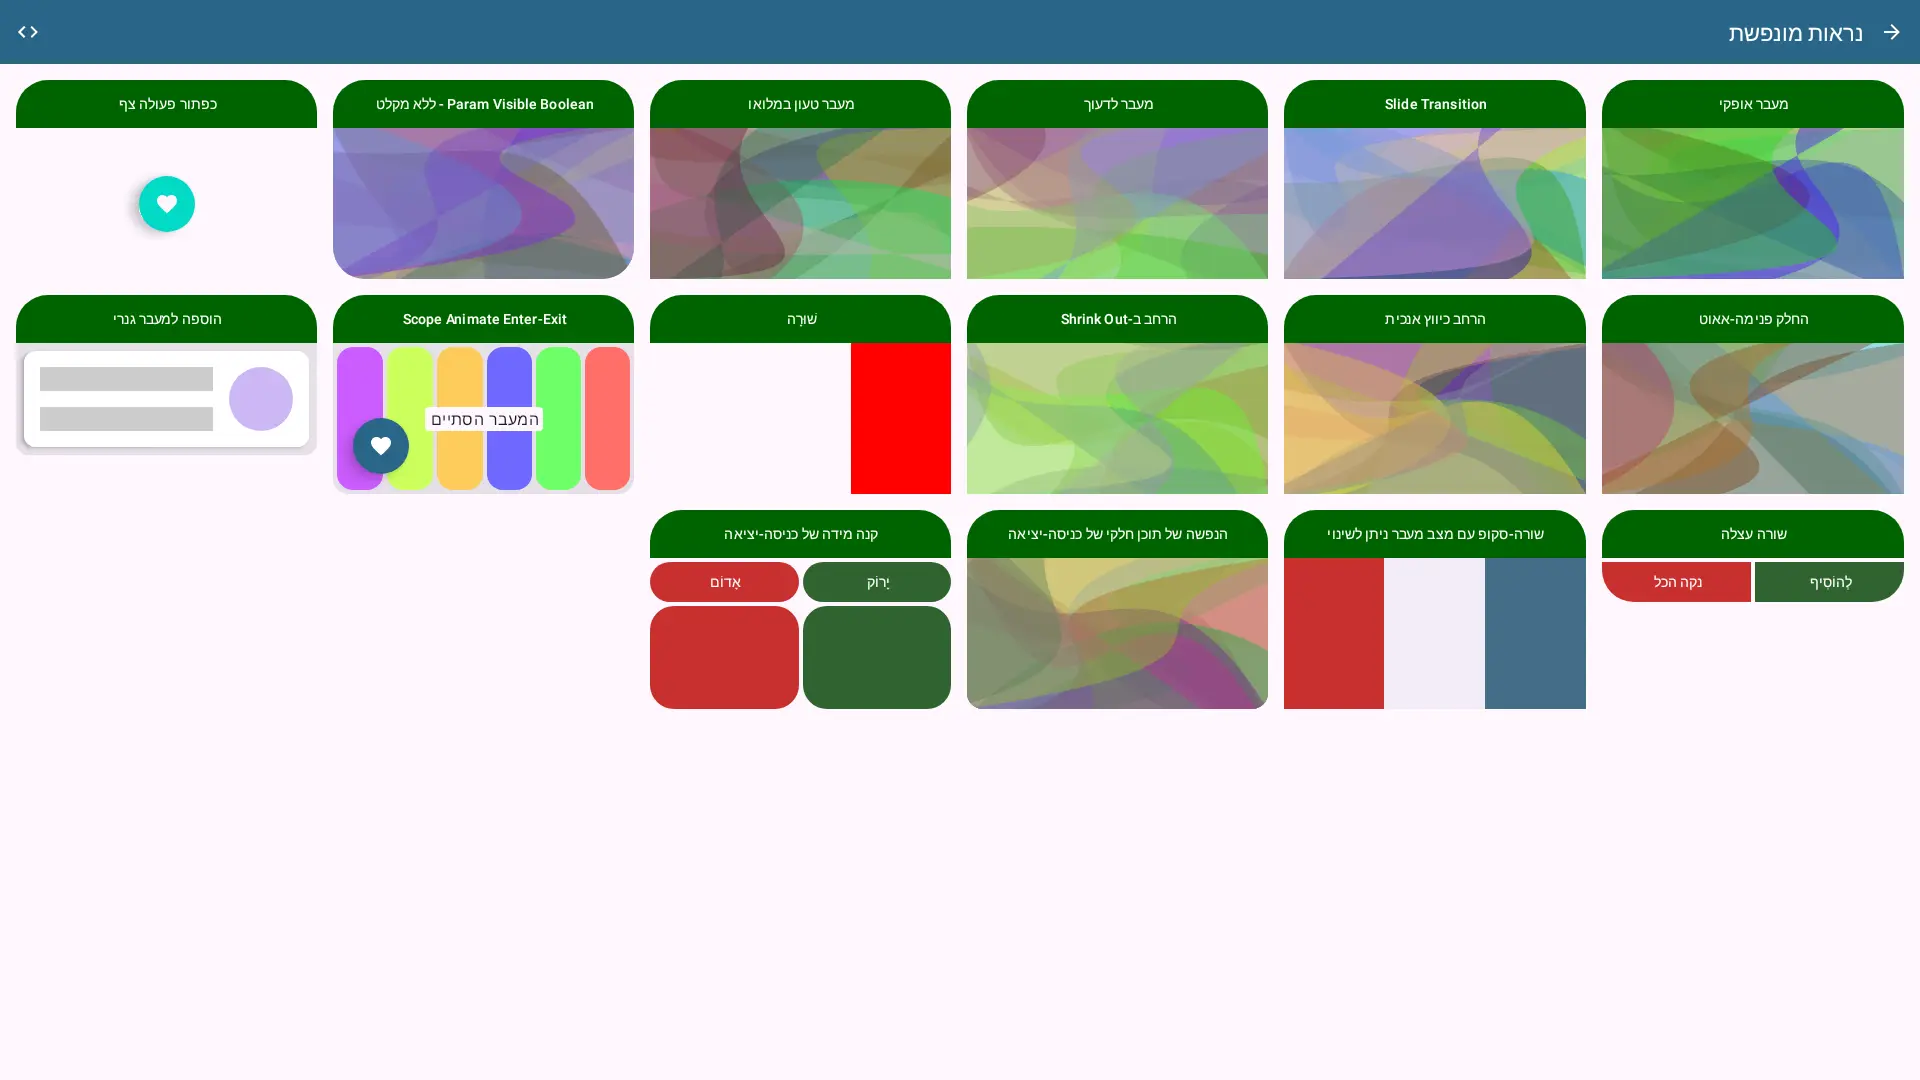 נראות מונפשת
מעבר אופקי
Slide Transition
מעבר לדעוך
מעבר טעון במלואו
Param Visible Boolean - ללא מקלט
כפתור פעולה צף
החלק פנימה-אאוט
הרחב כיווץ אנכית
הרחב ב-Shrink Out
שׁוּרָה
Scope Animate Enter-Exit
המעבר הסתיים
הוספה למעבר גנרי
שורה עצלה
לְהוֹסִיף
נקה הכל
שורה-סקופ עם מצב מעבר ניתן לשינוי
הנפשה של תוכן חלקי של כניסה-יציאה
קנה מידה של כניסה-יציאה
יָרוֹק
אָדוֹם